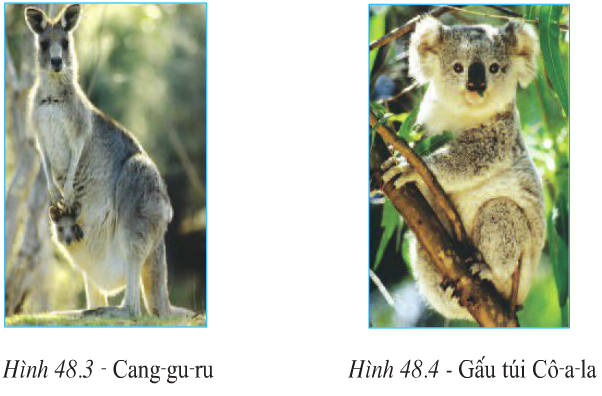 Hình 48.3 - Cang-gu-ru
Hình 48.4 - Gấu túi Cô-a-la